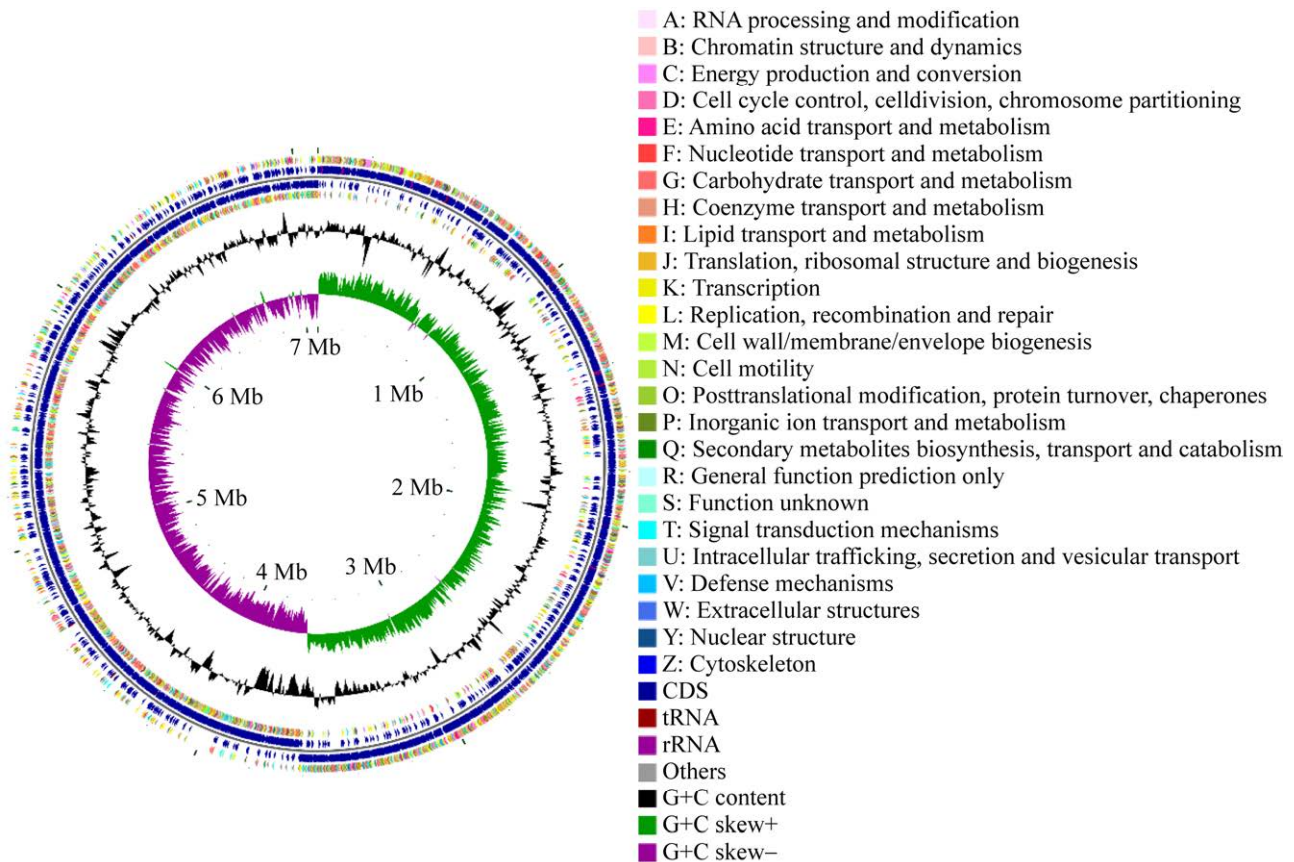 7 Mb
1 Mb
6 Mb
2 Mb
5 Mb
3 Mb
4 Mb
A: RNA processing and modification
B: Chromatin structure and dynamics
C: Energy production and conversion
D: Cell cycle control, celldivision, chromosome partitioning
E: Amino acid transport and metabolism
F: Nucleotide transport and metabolism
G: Carbohydrate transport and metabolism
H: Coenzyme transport and metabolism
I: Lipid transport and metabolism
J: Translation, ribosomal structure and biogenesis
K: Transcription
L: Replication, recombination and repair
M: Cell wall/membrane/envelope biogenesis
N: Cell motility
O: Posttranslational modification, protein turnover, chaperones
P: Inorganic ion transport and metabolism
Q: Secondary metabolites biosynthesis, transport and catabolism
R: General function prediction only
S: Function unknown
T: Signal transduction mechanisms
U: Intracellular trafficking, secretion and vesicular transport
V: Defense mechanisms
W: Extracellular structures
Y: Nuclear structure
Z: Cytoskeleton
CDS
tRNA
rRNA
Others
G+C content
G+C skew+
G+C skew−